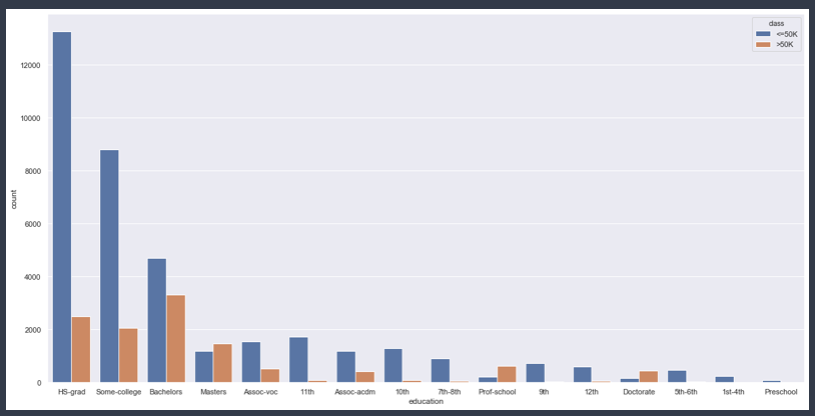 class
<=50K
>50K
12000
10000
8000
6000
4000
2000
0
count
HS-grad Some-college Bachelors Masters Assoc-voc 11th Assoc-acdm 10th 7th-8th Prof-school 9th 12th Doctorate 5th-6th 1st-4th Preschool
education